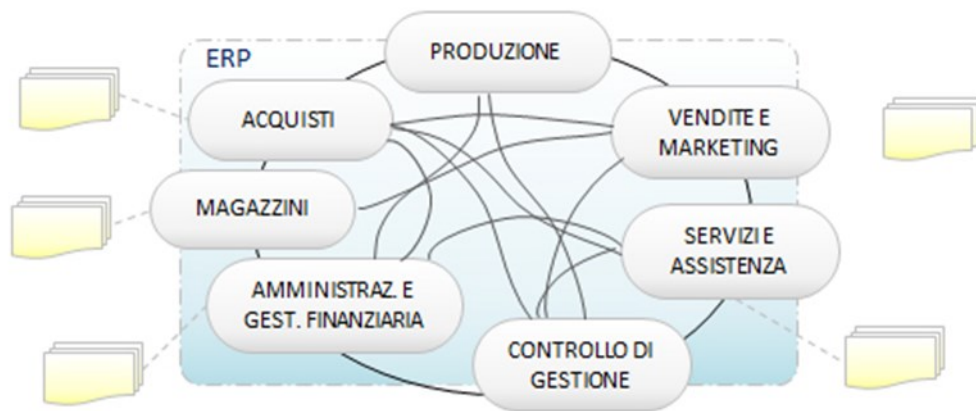 ERP
PRODUZIONE
ACQUISTI
VENDITE E
MARKETING
MAGAZZINI
SERVIZI E
ASSISTENZA
AMMINISTRAZ. E
GEST. FINANZIARIA
CONTROLLO DI
GESTIONE